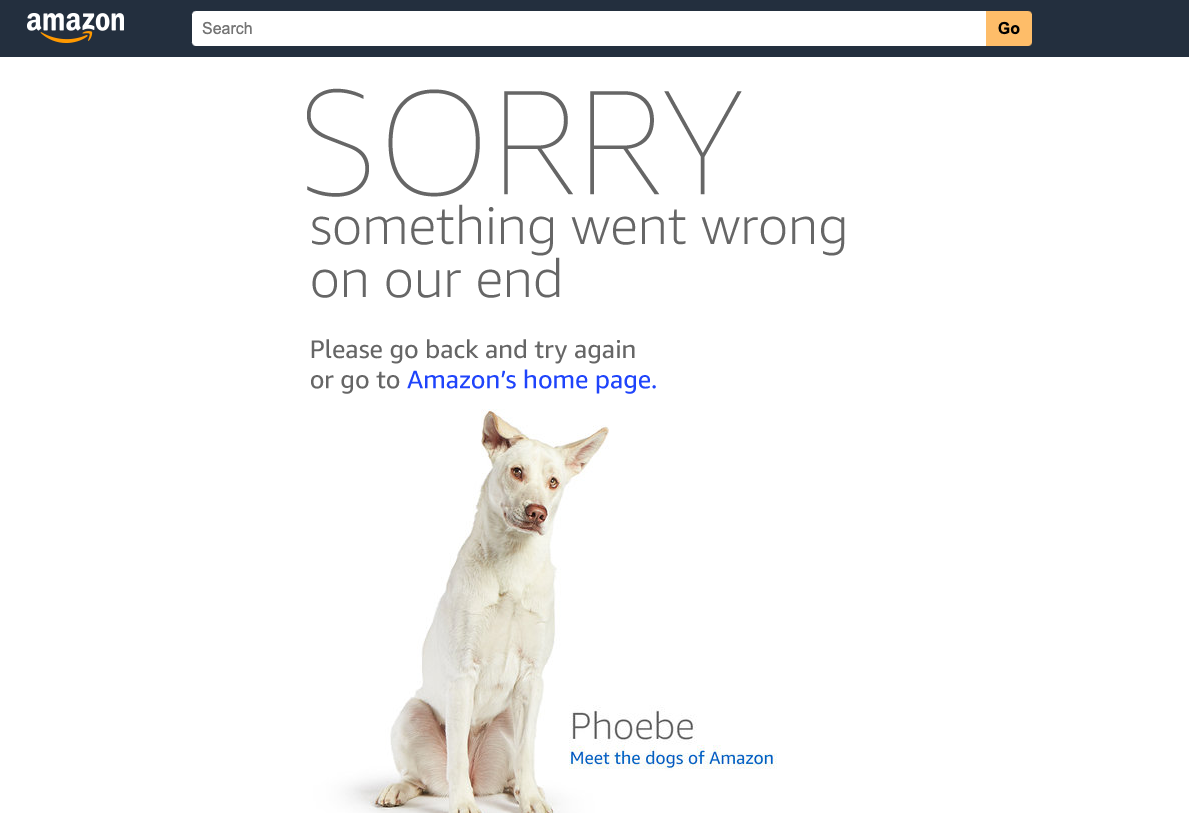 amazon
Search
Go
SORRY
something went wrong
on our end
Please go back and try again
or go to Amazon’s home page.
Phoebe
Meet the dogs of Amazon